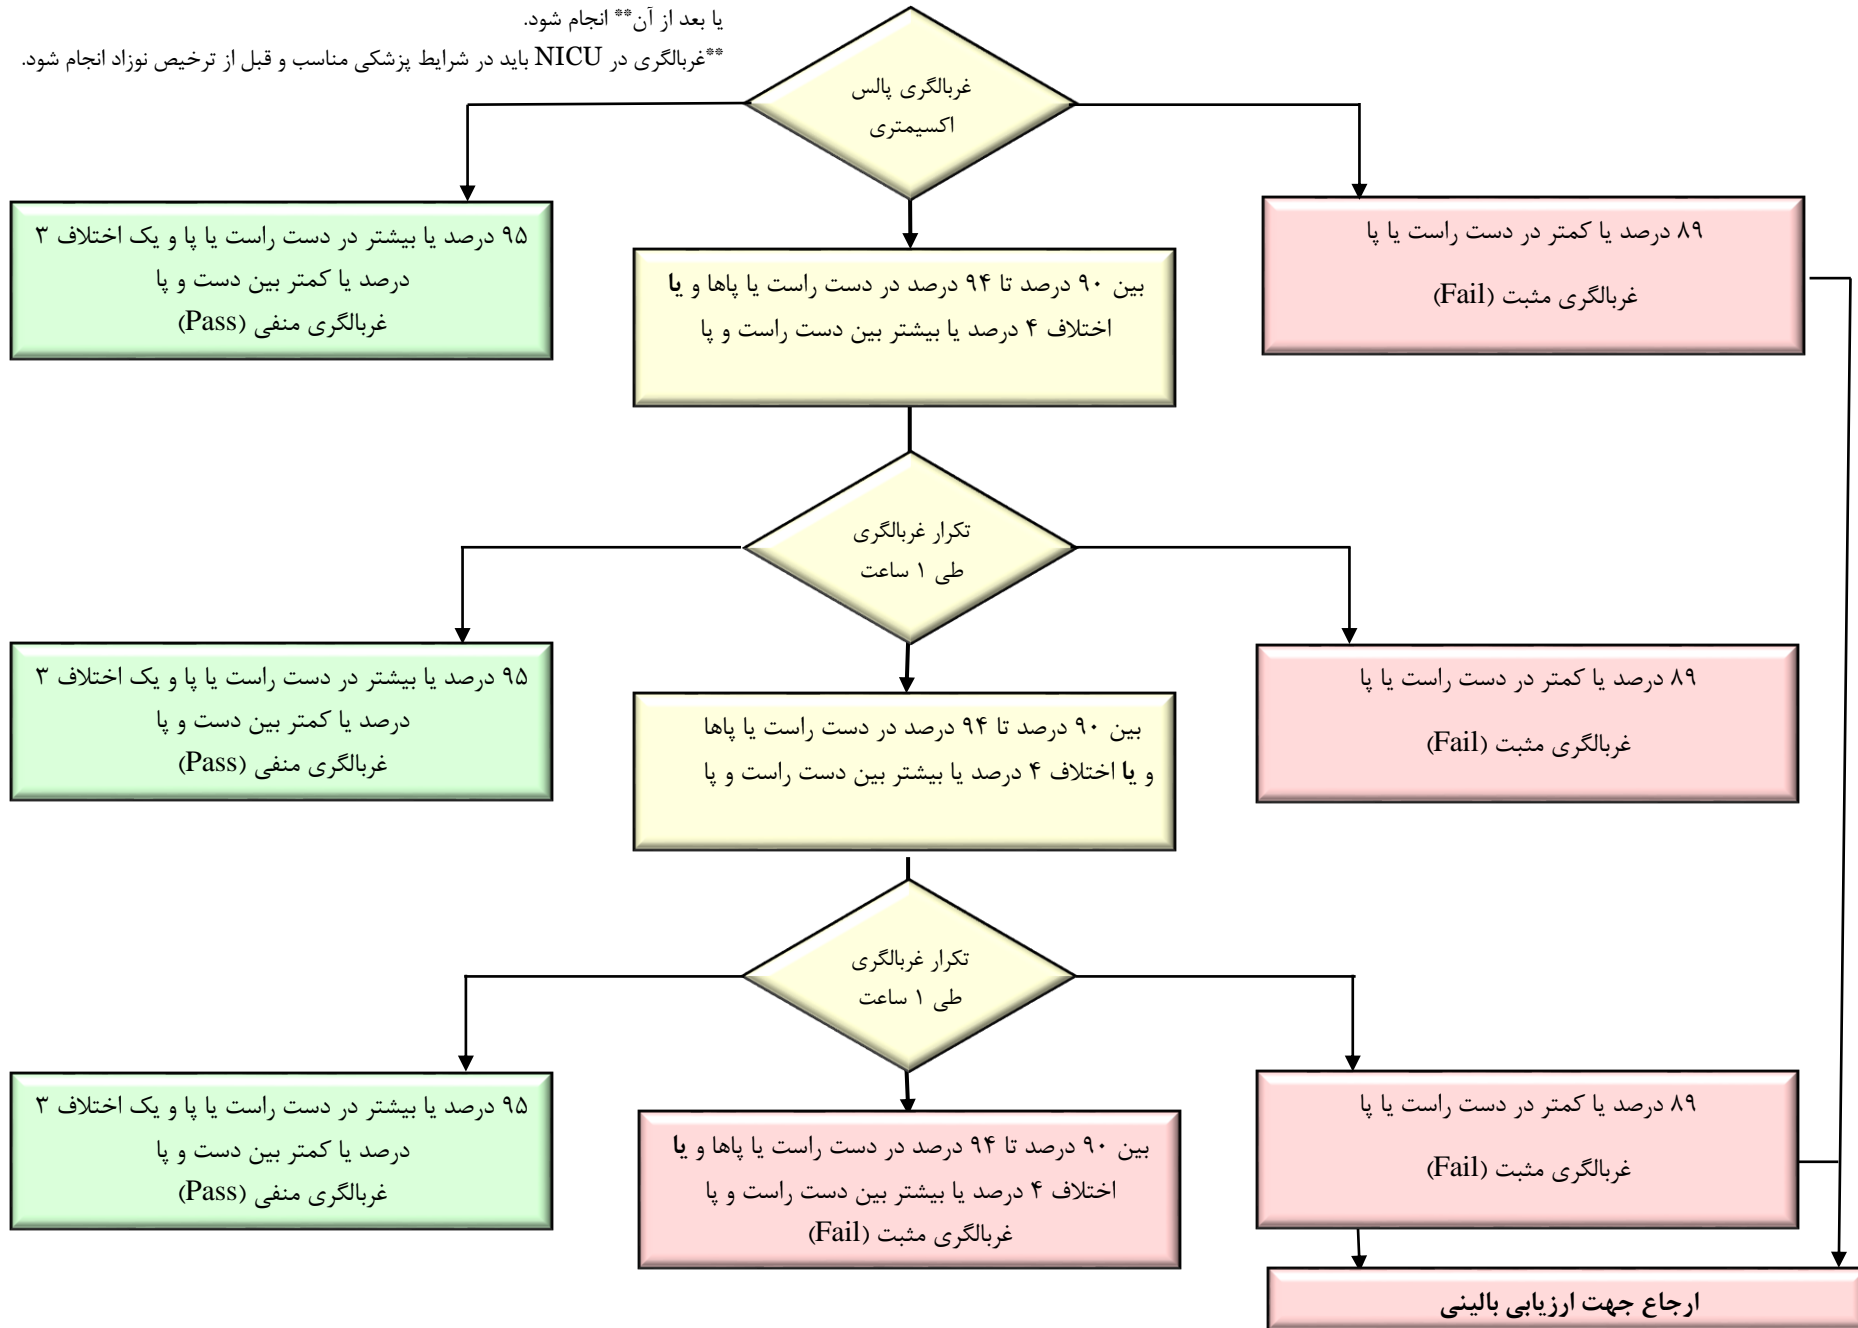 یا بعد از آن** انجام شود.
**غربالگری در NICU باید در شرایط پزشکی مناسب و قبل از ترخیص نوزاد انجام شود.
غربالگری پالس
اکسیمتری
۸۹ درصد یا کمتر در دست راست یا پا
غربالگری مثبت (Fail)
بین ۹۰ درصد تا ۹۴ درصد در دست راست یا پاها و یا
اختلاف ۴ درصد یا بیشتر بین دست راست و پا
۹۵ درصد یا بیشتر در دست راست یا پا و یک اختلاف ۳
درصد یا کمتر بین دست و پا
غربالگری منفی (Pass)
تکرار غربالگری
طی ۱ ساعت
۸۹ درصد یا کمتر در دست راست یا پا
غربالگری مثبت (Fail)
بین ۹۰ درصد تا ۹۴ درصد در دست راست یا پاها
و یا اختلاف ۴ درصد یا بیشتر بین دست راست و پا
۹۵ درصد یا بیشتر در دست راست یا پا و یک اختلاف ۳
درصد یا کمتر بین دست و پا
غربالگری منفی (Pass)
تکرار غربالگری
طی ۱ ساعت
۸۹ درصد یا کمتر در دست راست یا پا
غربالگری مثبت (Fail)
بین ۹۰ درصد تا ۹۴ درصد در دست راست یا پاها و یا
اختلاف ۴ درصد یا بیشتر بین دست راست و پا
غربالگری مثبت (Fail)
۹۵ درصد یا بیشتر در دست راست یا پا و یک اختلاف ۳
درصد یا کمتر بین دست و پا
غربالگری منفی (Pass)
ارجاع جهت ارزیابی بالینی